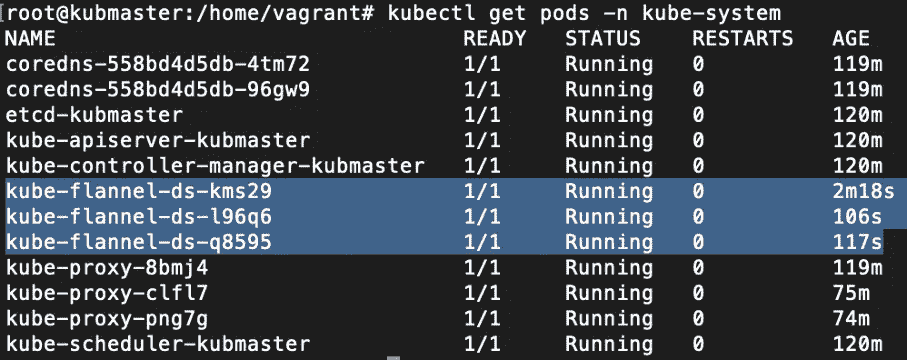 root@kubmaster:/home/vagrant# kubectl get pods -n kube-system
NAME READY STATUS RESTARTS AGE
coredns-558bd4d5db-4tm72 1/1 Running 0 119m
coredns-558bd4d5db-96gw9 1/1 Running 0 119m
etcd-kubmaster 1/1 Running 0 120m
kube-apiserver-kubmaster 1/1 Running 0 120m
kube-controller-manager-kubmaster 1/1 Running 0 120m
kube-flannel-ds-kms29 1/1 Running 0 2m18s
kube-flannel-ds-l96q6 1/1 Running 0 106s
kube-flannel-ds-q8595 1/1 Running 0 117s
kube-proxy-8bmj4 1/1 Running 0 119m
kube-proxy-clfl7 1/1 Running 0 75m
kube-proxy-png7g 1/1 Running 0 74m
kube-scheduler-kubmaster 1/1 Running 0 120m